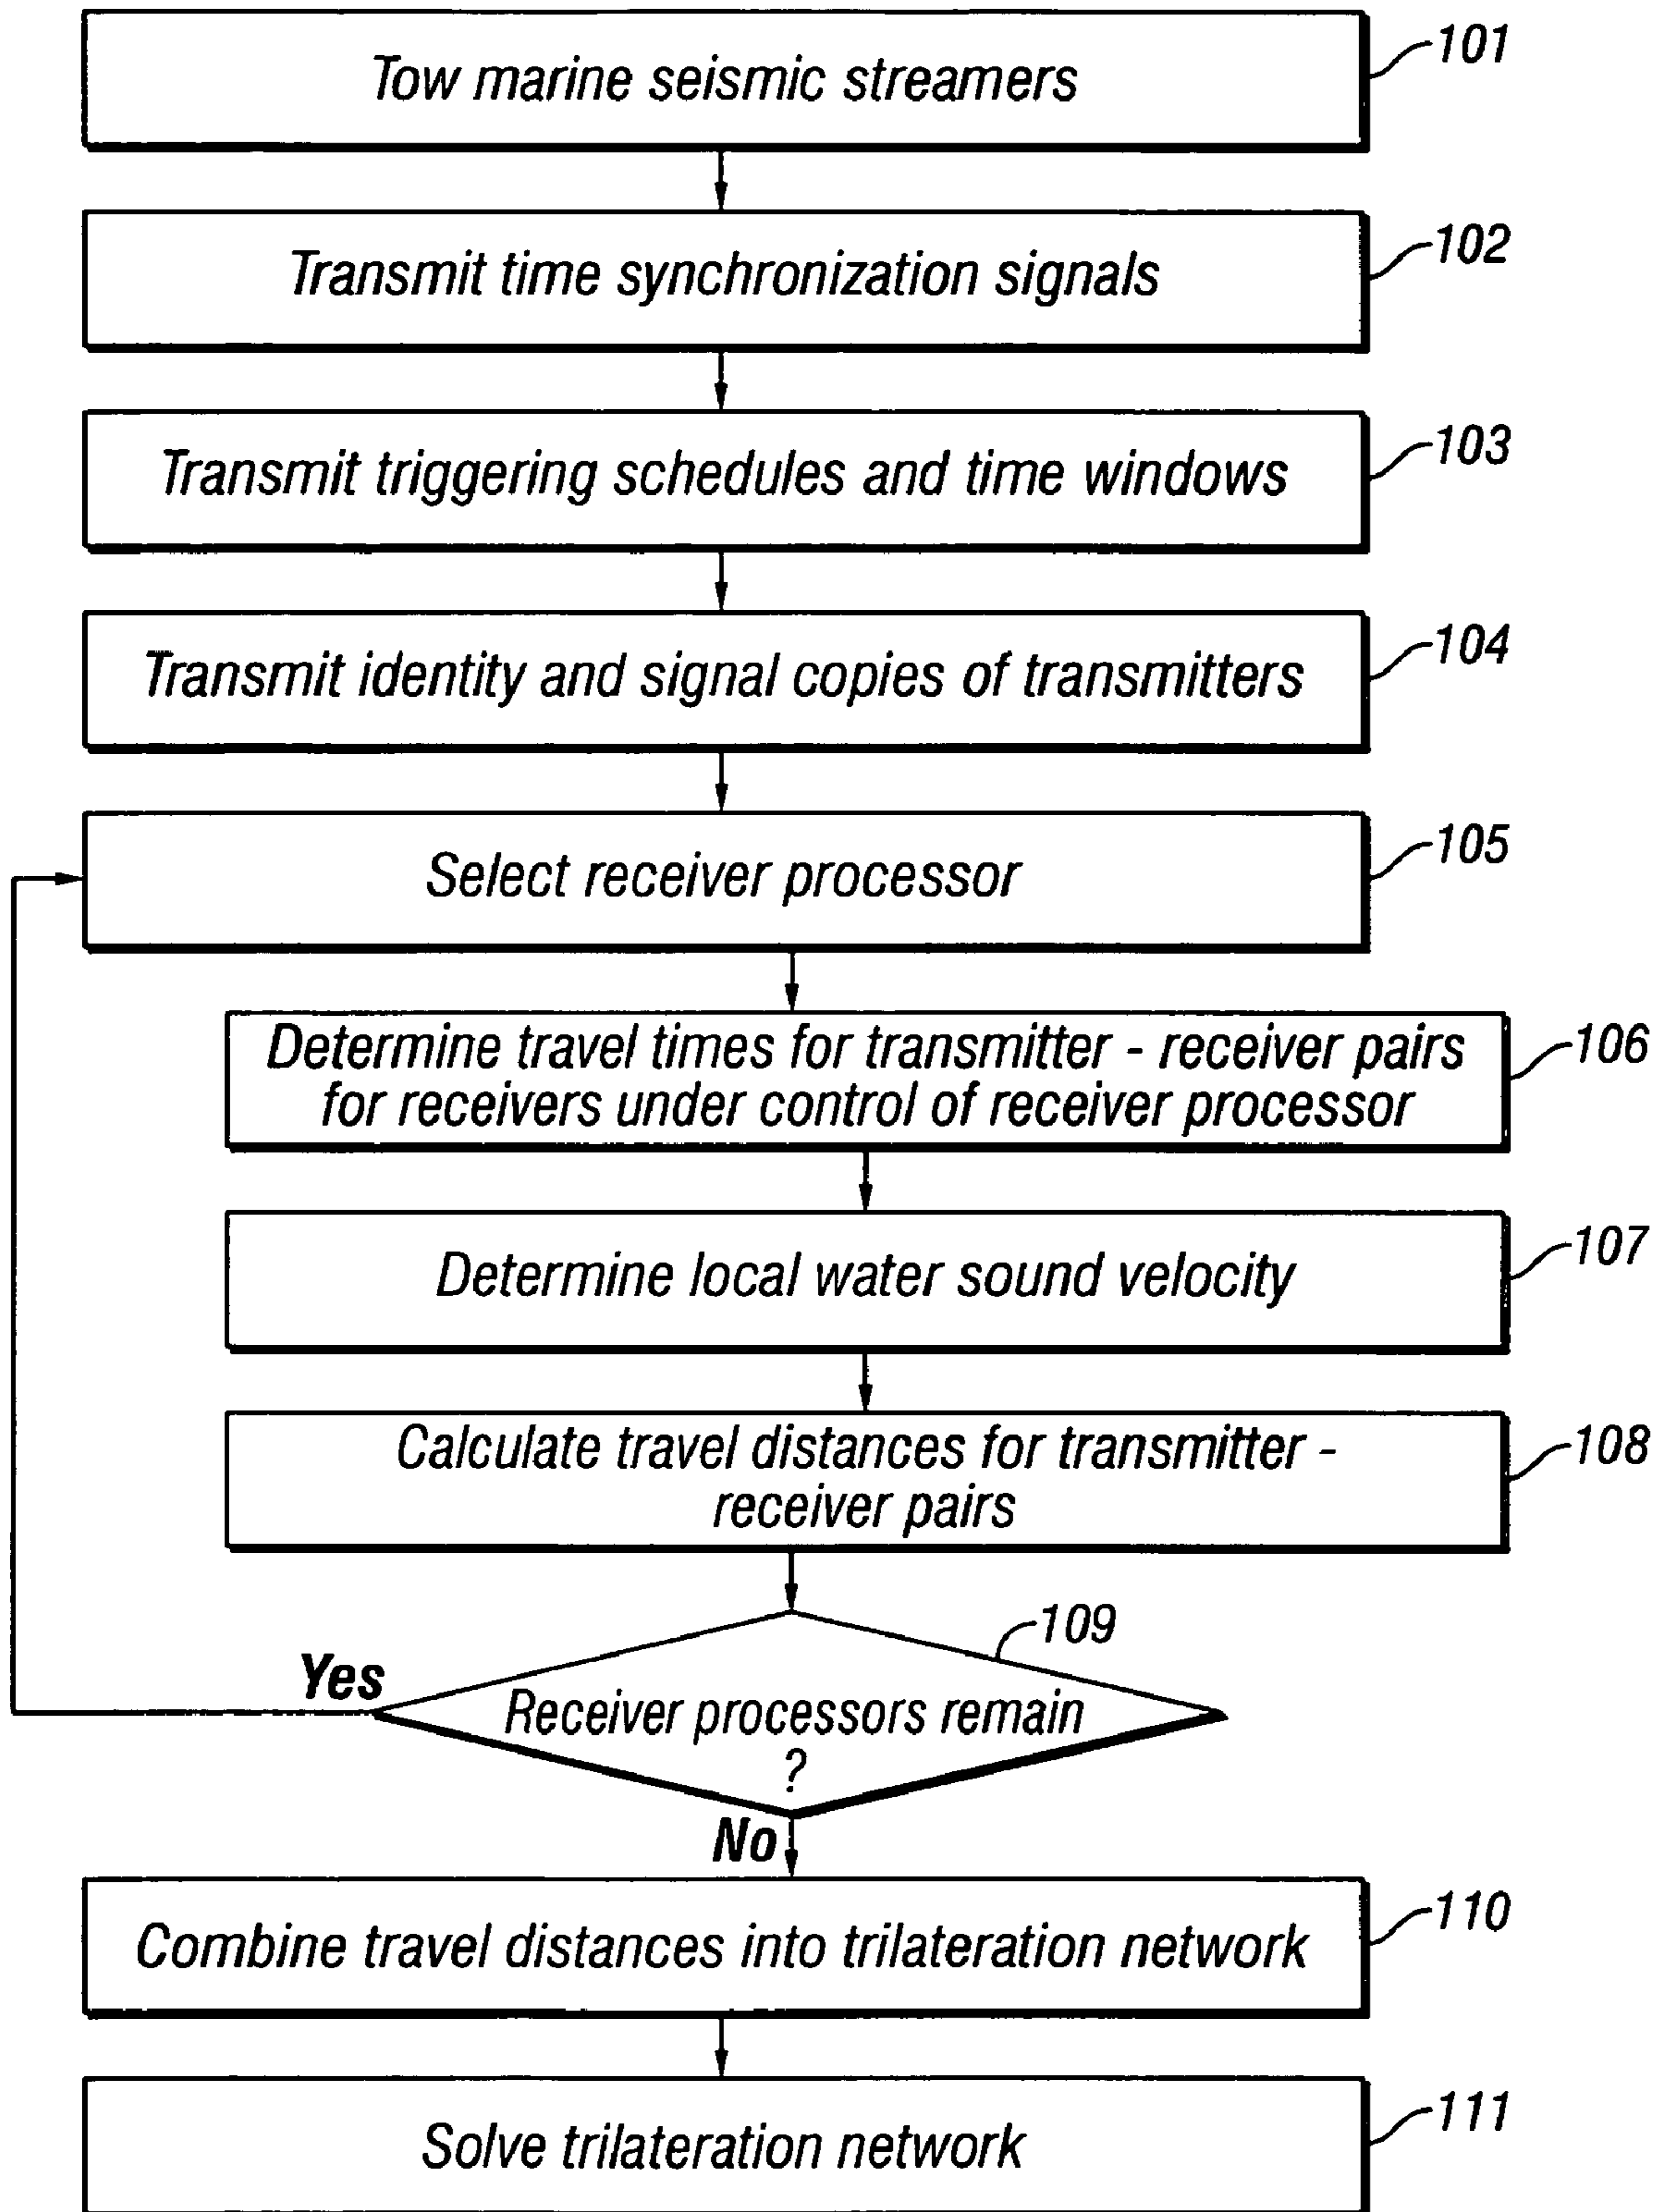 Tow marine seismic streamers
101
Transmit time synchronization signals
102
Transmit triggering schedules and time windows
103
Transmit identity and signal copies of transmitters
104
Select receiver processor
105
Determine travel times for transmitter - receiver pairs
for receivers under control of receiver processor
106
Determine local water sound velocity
107
Calculate travel distances for transmitter -
receiver pairs
108
109
Yes
Receiver processors remain
?
No
Combine travel distances into trilateration network
110
Solve trilateration network
111